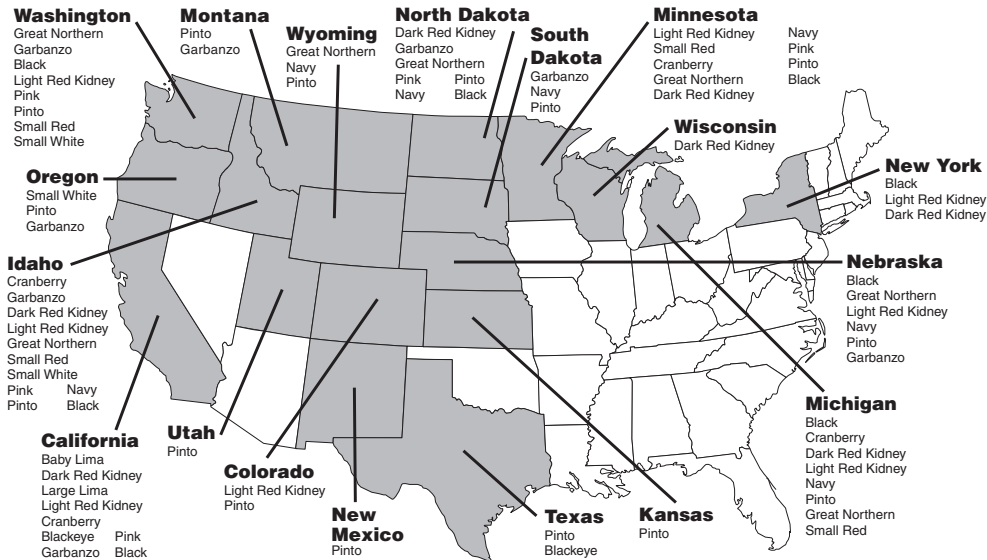 Washington
Great Northern
Garbanzo
Black
Light Red Kidney
Pink
Pinto
Small Red
Small White
Montana
Pinto
Garbanzo
Wyoming
Great Northern
Navy
Pinto
North Dakota
Dark Red Kidney
Garbanzo
Great Northern
Pink Pinto
Navy Black
South
Dakota
Garbanzo
Navy
Pinto
Minnesota
Light Red Kidney Navy
Small Red Pink
Cranberry Pinto
Great Northern Black
Dark Red Kidney
Wisconsin
Dark Red Kidney
New York
Black
Light Red Kidney
Dark Red Kidney
Oregon
Small White
Pinto
Garbanzo
Idaho
Cranberry
Garbanzo
Dark Red Kidney
Light Red Kidney
Great Northern
Small Red
Small White
Pink Navy
Pinto Black
Nebraska
Black
Great Northern
Light Red Kidney
Navy
Pinto
Garbanzo
California
Baby Lima
Dark Red Kidney
Large Lima
Light Red Kidney
Cranberry
Blackeye Pink
Garbanzo Black
Utah
Pinto
Colorado
Light Red Kidney
Pinto
New
Mexico
Pinto
Texas
Pinto
Blackeye
Kansas
Pinto
Michigan
Black
Cranberry
Dark Red Kidney
Light Red Kidney
Navy
Pinto
Great Northern
Small Red